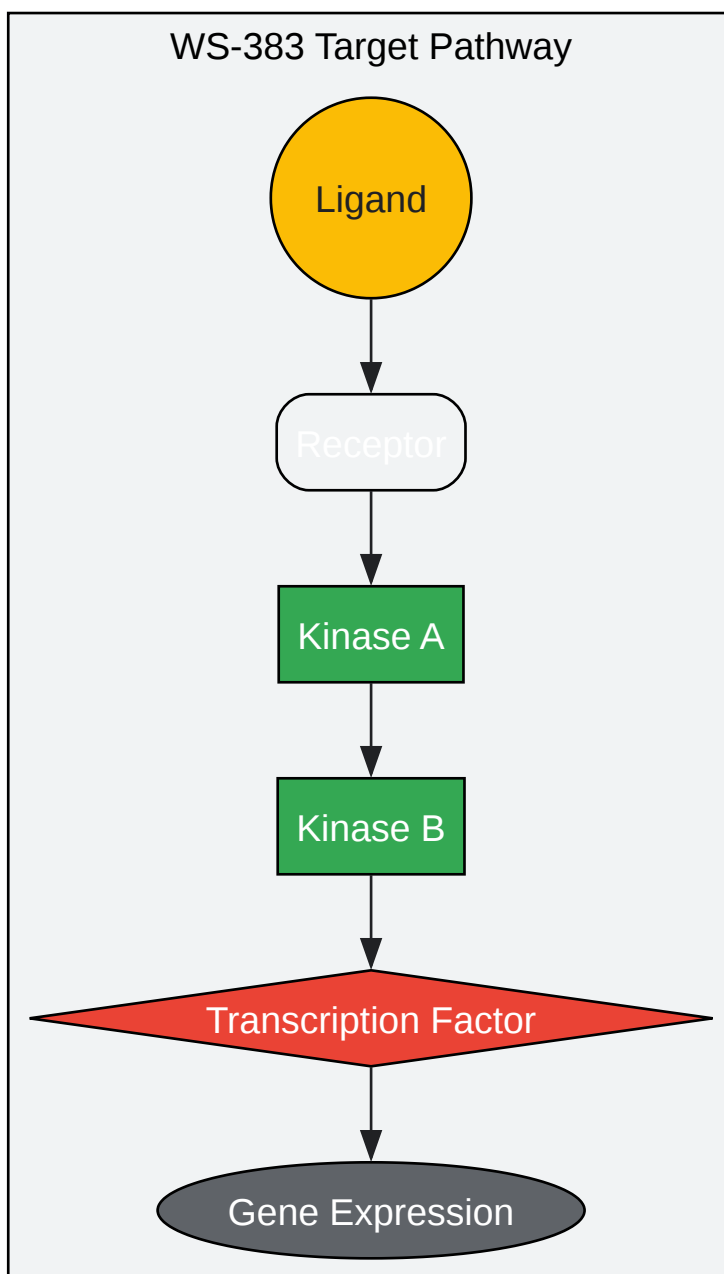 WS-383 Target Pathway
Ligand
Receptor
Kinase A
Kinase B
Transcription Factor
Gene Expression